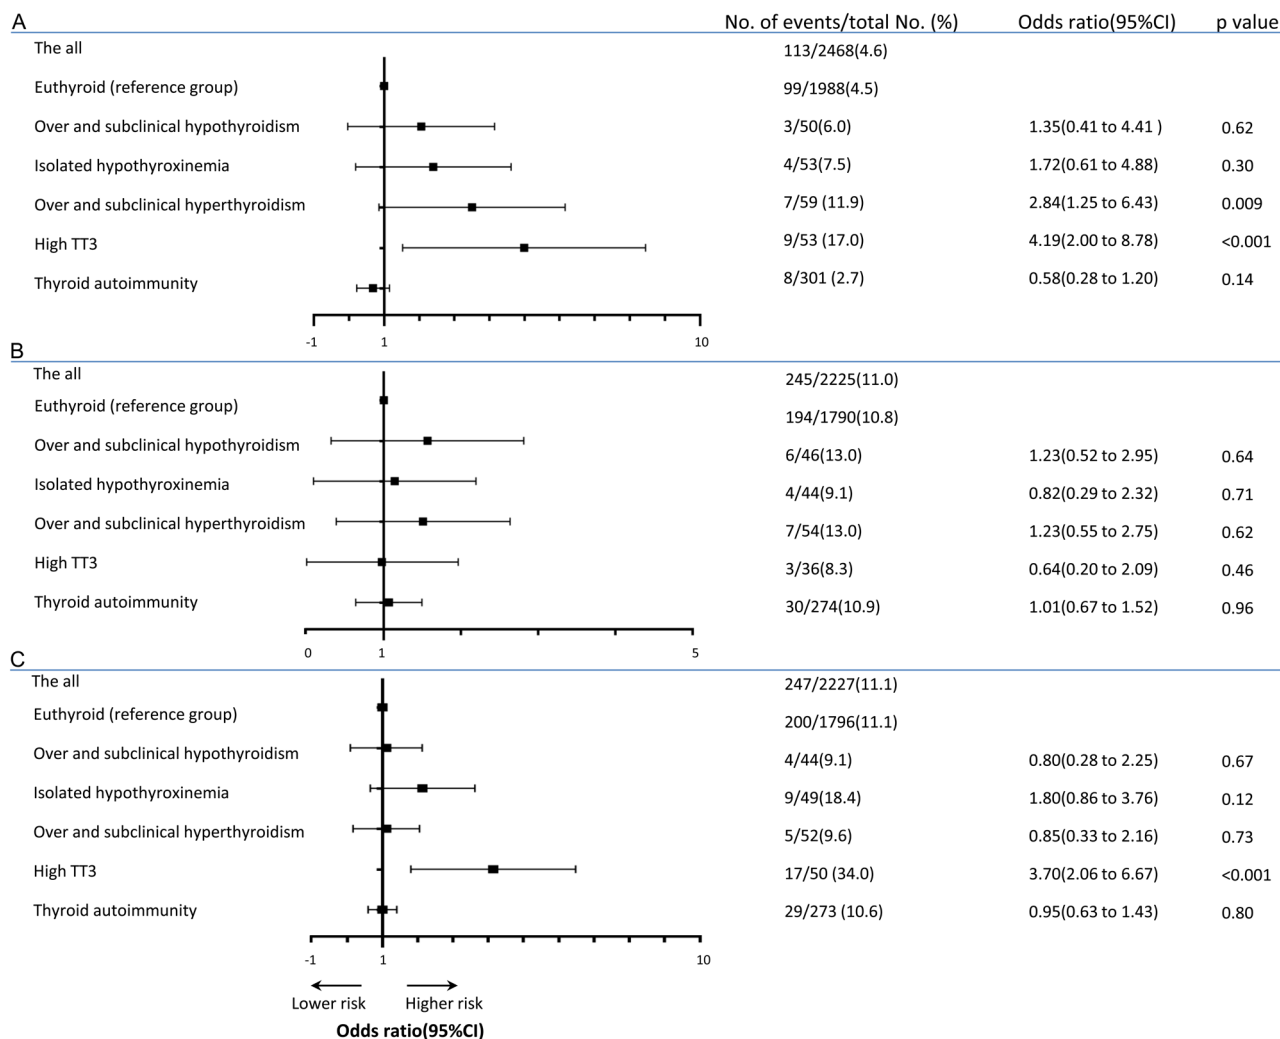 A No. of events/total No. (%) Odds ratio(95%CI) p value
The all 113/2468(4.6)
Euthyroid (reference group) 99/1988(4.5)
Over and subclinical hypothyroidism 3/50(6.0) 1.35(0.41 to 4.41 ) 0.62
Isolated hypothyroxinemia 4/53(7.5) 1.72(0.61 to 4.88) 0.30
Over and subclinical hyperthyroidism 7/59 (11.9) 2.84(1.25 to 6.43) 0.009
High TT3 9/53 (17.0) 4.19(2.00 to 8.78) <0.001
Thyroid autoimmunity 8/301 (2.7) 0.58(0.28 to 1.20) 0.14
-1 1 10
B
The all 245/2225(11.0)
Euthyroid (reference group) 194/1790(10.8)
Over and subclinical hypothyroidism 6/46(13.0) 1.23(0.52 to 2.95) 0.64
Isolated hypothyroxinemia 4/44(9.1) 0.82(0.29 to 2.32) 0.71
Over and subclinical hyperthyroidism 7/54(13.0) 1.23(0.55 to 2.75) 0.62
High TT3 3/36(8.3) 0.64(0.20 to 2.09) 0.46
Thyroid autoimmunity 30/274(10.9) 1.01(0.67 to 1.52) 0.96
0 1 5
C
The all 247/2227(11.1)
Euthyroid (reference group) 200/1796(11.1)
Over and subclinical hypothyroidism 4/44(9.1) 0.80(0.28 to 2.25) 0.67
Isolated hypothyroxinemia 9/49(18.4) 1.80(0.86 to 3.76) 0.12
Over and subclinical hyperthyroidism 5/52(9.6) 0.85(0.33 to 2.16) 0.73
High TT3 17/50 (34.0) 3.70(2.06 to 6.67) <0.001
Thyroid autoimmunity 29/273 (10.6) 0.95(0.63 to 1.43) 0.80
-1 1 10
Lower risk Higher risk
Odds ratio(95%CI)